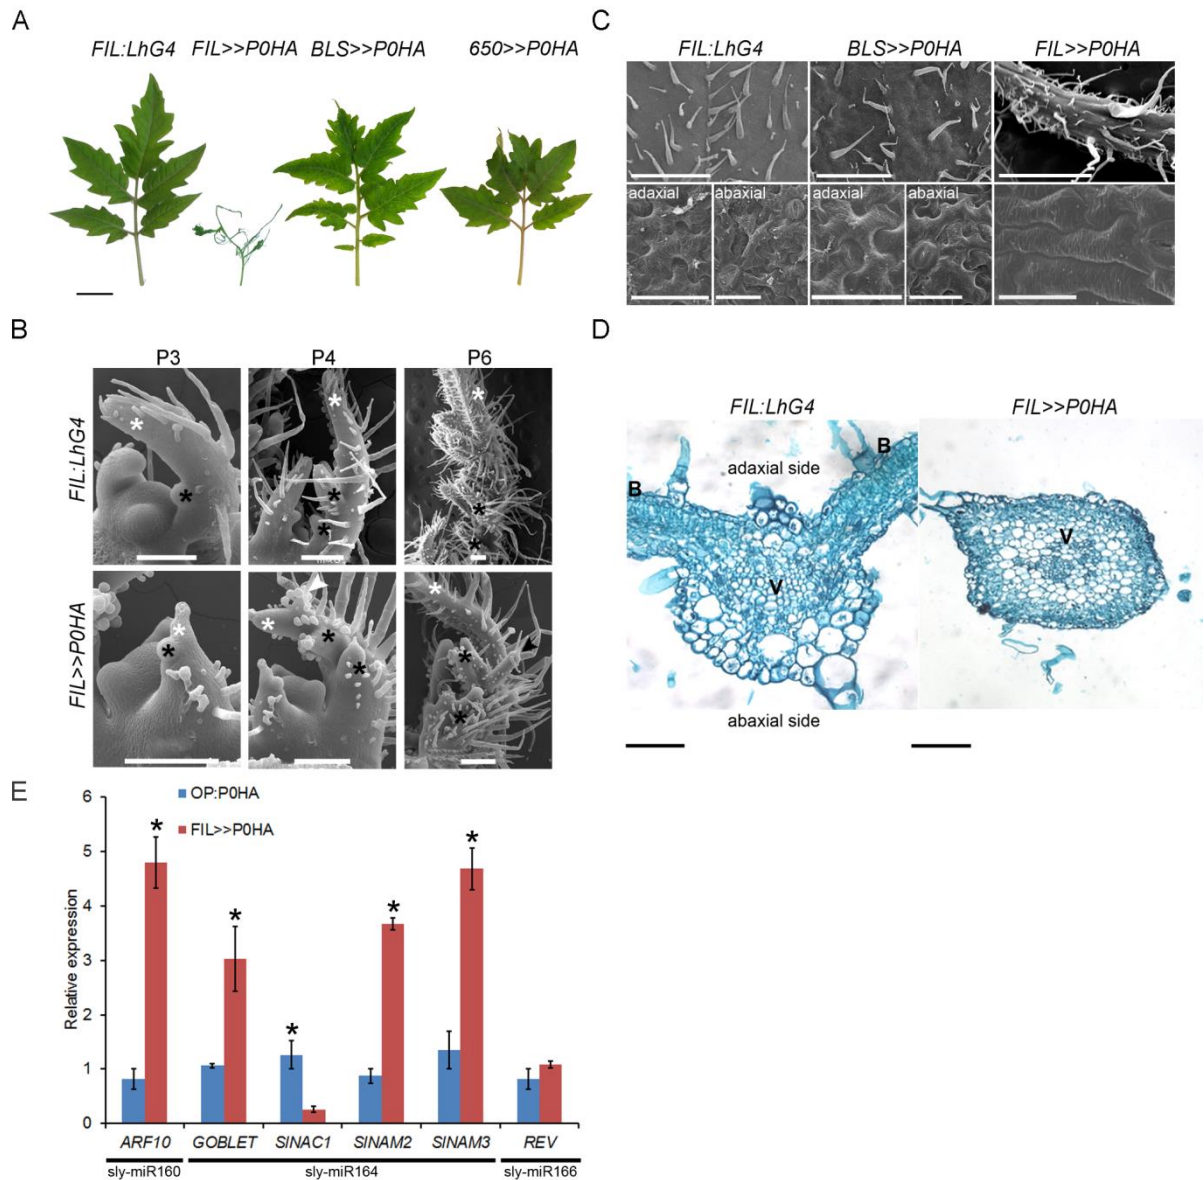 A
FIL:LhG4 FIL>>P0HA BLS>>P0HA 650>>P0HA
B
P3 P4 P6
FIL:LhG4
FIL>>P0HA
C
FIL:LhG4 BLS>>P0HA FIL>>P0HA
adaxial abaxial adaxial abaxial
D
FIL:LhG4 FIL>>P0HA
adaxial side
B
B
V
V
abaxial side
E
OP:P0HA
FIL>>P0HA
Relative expression
6
5
4
3
2
1
0
* * * * *
ARF10 GOBLET SlNAC1 SlNAM2 SlNAM3 REV
sly-miR160 sly-miR164 sly-miR166